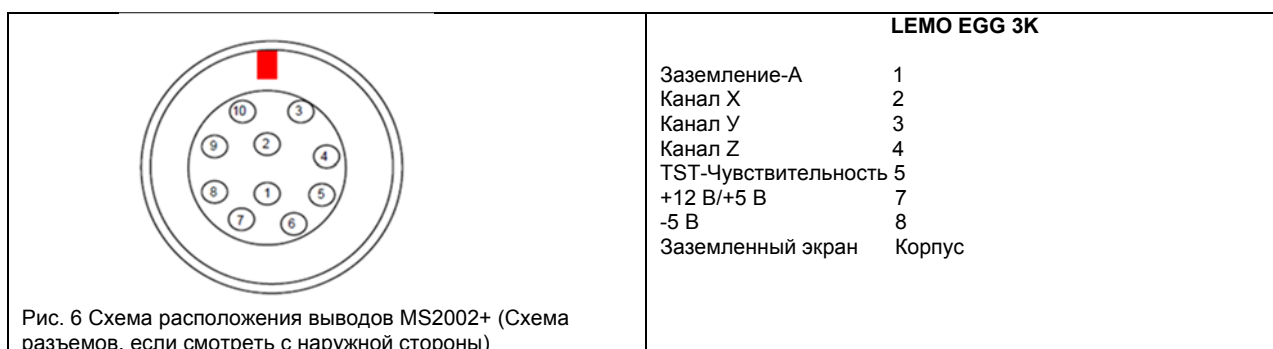 10
3
9
2
4
8
1
5
7
6
Рис. 6 Схема расположения выводов MS2002+ (Схема
разъемов, если смотреть с наружной стороны)
LEMO EGG 3K
Заземление-А 1
Канал X 2
Канал У 3
Канал Z 4
TST-Чувствительность 5
+12 В/+5 В 7
-5 В 8
Заземленный экран Корпус